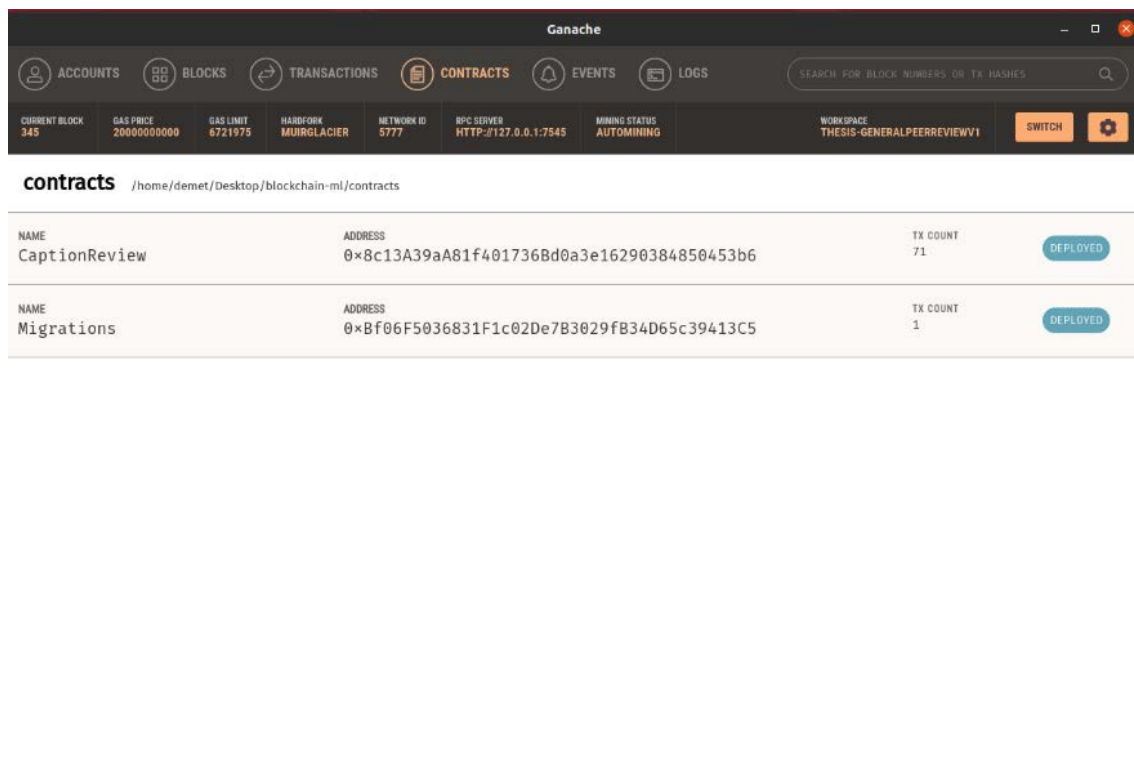 Ganache
ACCOUNTS BLOCKS TRANSACTIONS CONTRACTS EVENTS LOGS SEARCH FOR BLOCK NUMBERS OR TX HASHES
CURRENT BLOCK GAS PRICE GAS LIMIT HARDFORK NETWORK ID RPC SERVER MINING STATUS WORKSPACE
345 20000000000 6721975 MUIRGLACIER 5777 HTTP://127.0.0.1:7545 AUTOMINING THESIS-GENERALPEERREVIEWV1 SWITCH
contracts /home/demet/Desktop/blockchain-ml/contracts
NAME ADDRESS TX COUNT
CaptionReview 0×8c13A39aA81f401736Bd0a3e16290384850453b6 71 DEPLOYED
NAME ADDRESS TX COUNT
Migrations 0×Bf06F5036831F1c02De7B3029fB34D65c39413C5 1 DEPLOYED